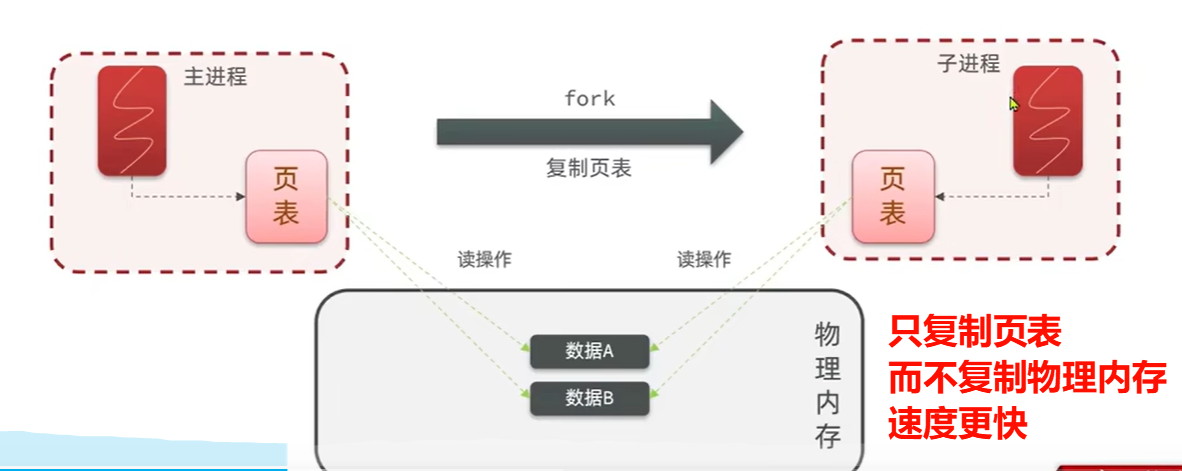 主进程
子进程
fork
复制页表
页
表
页
表
读操作
读操作
数据A
数据B
物
理
内
存
只复制页表
而不复制物理内存
速度更快